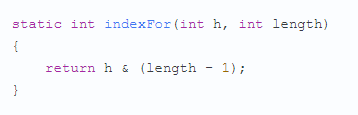 static int indexFor(int h, int length)
{
    return h & (length - 1);
}